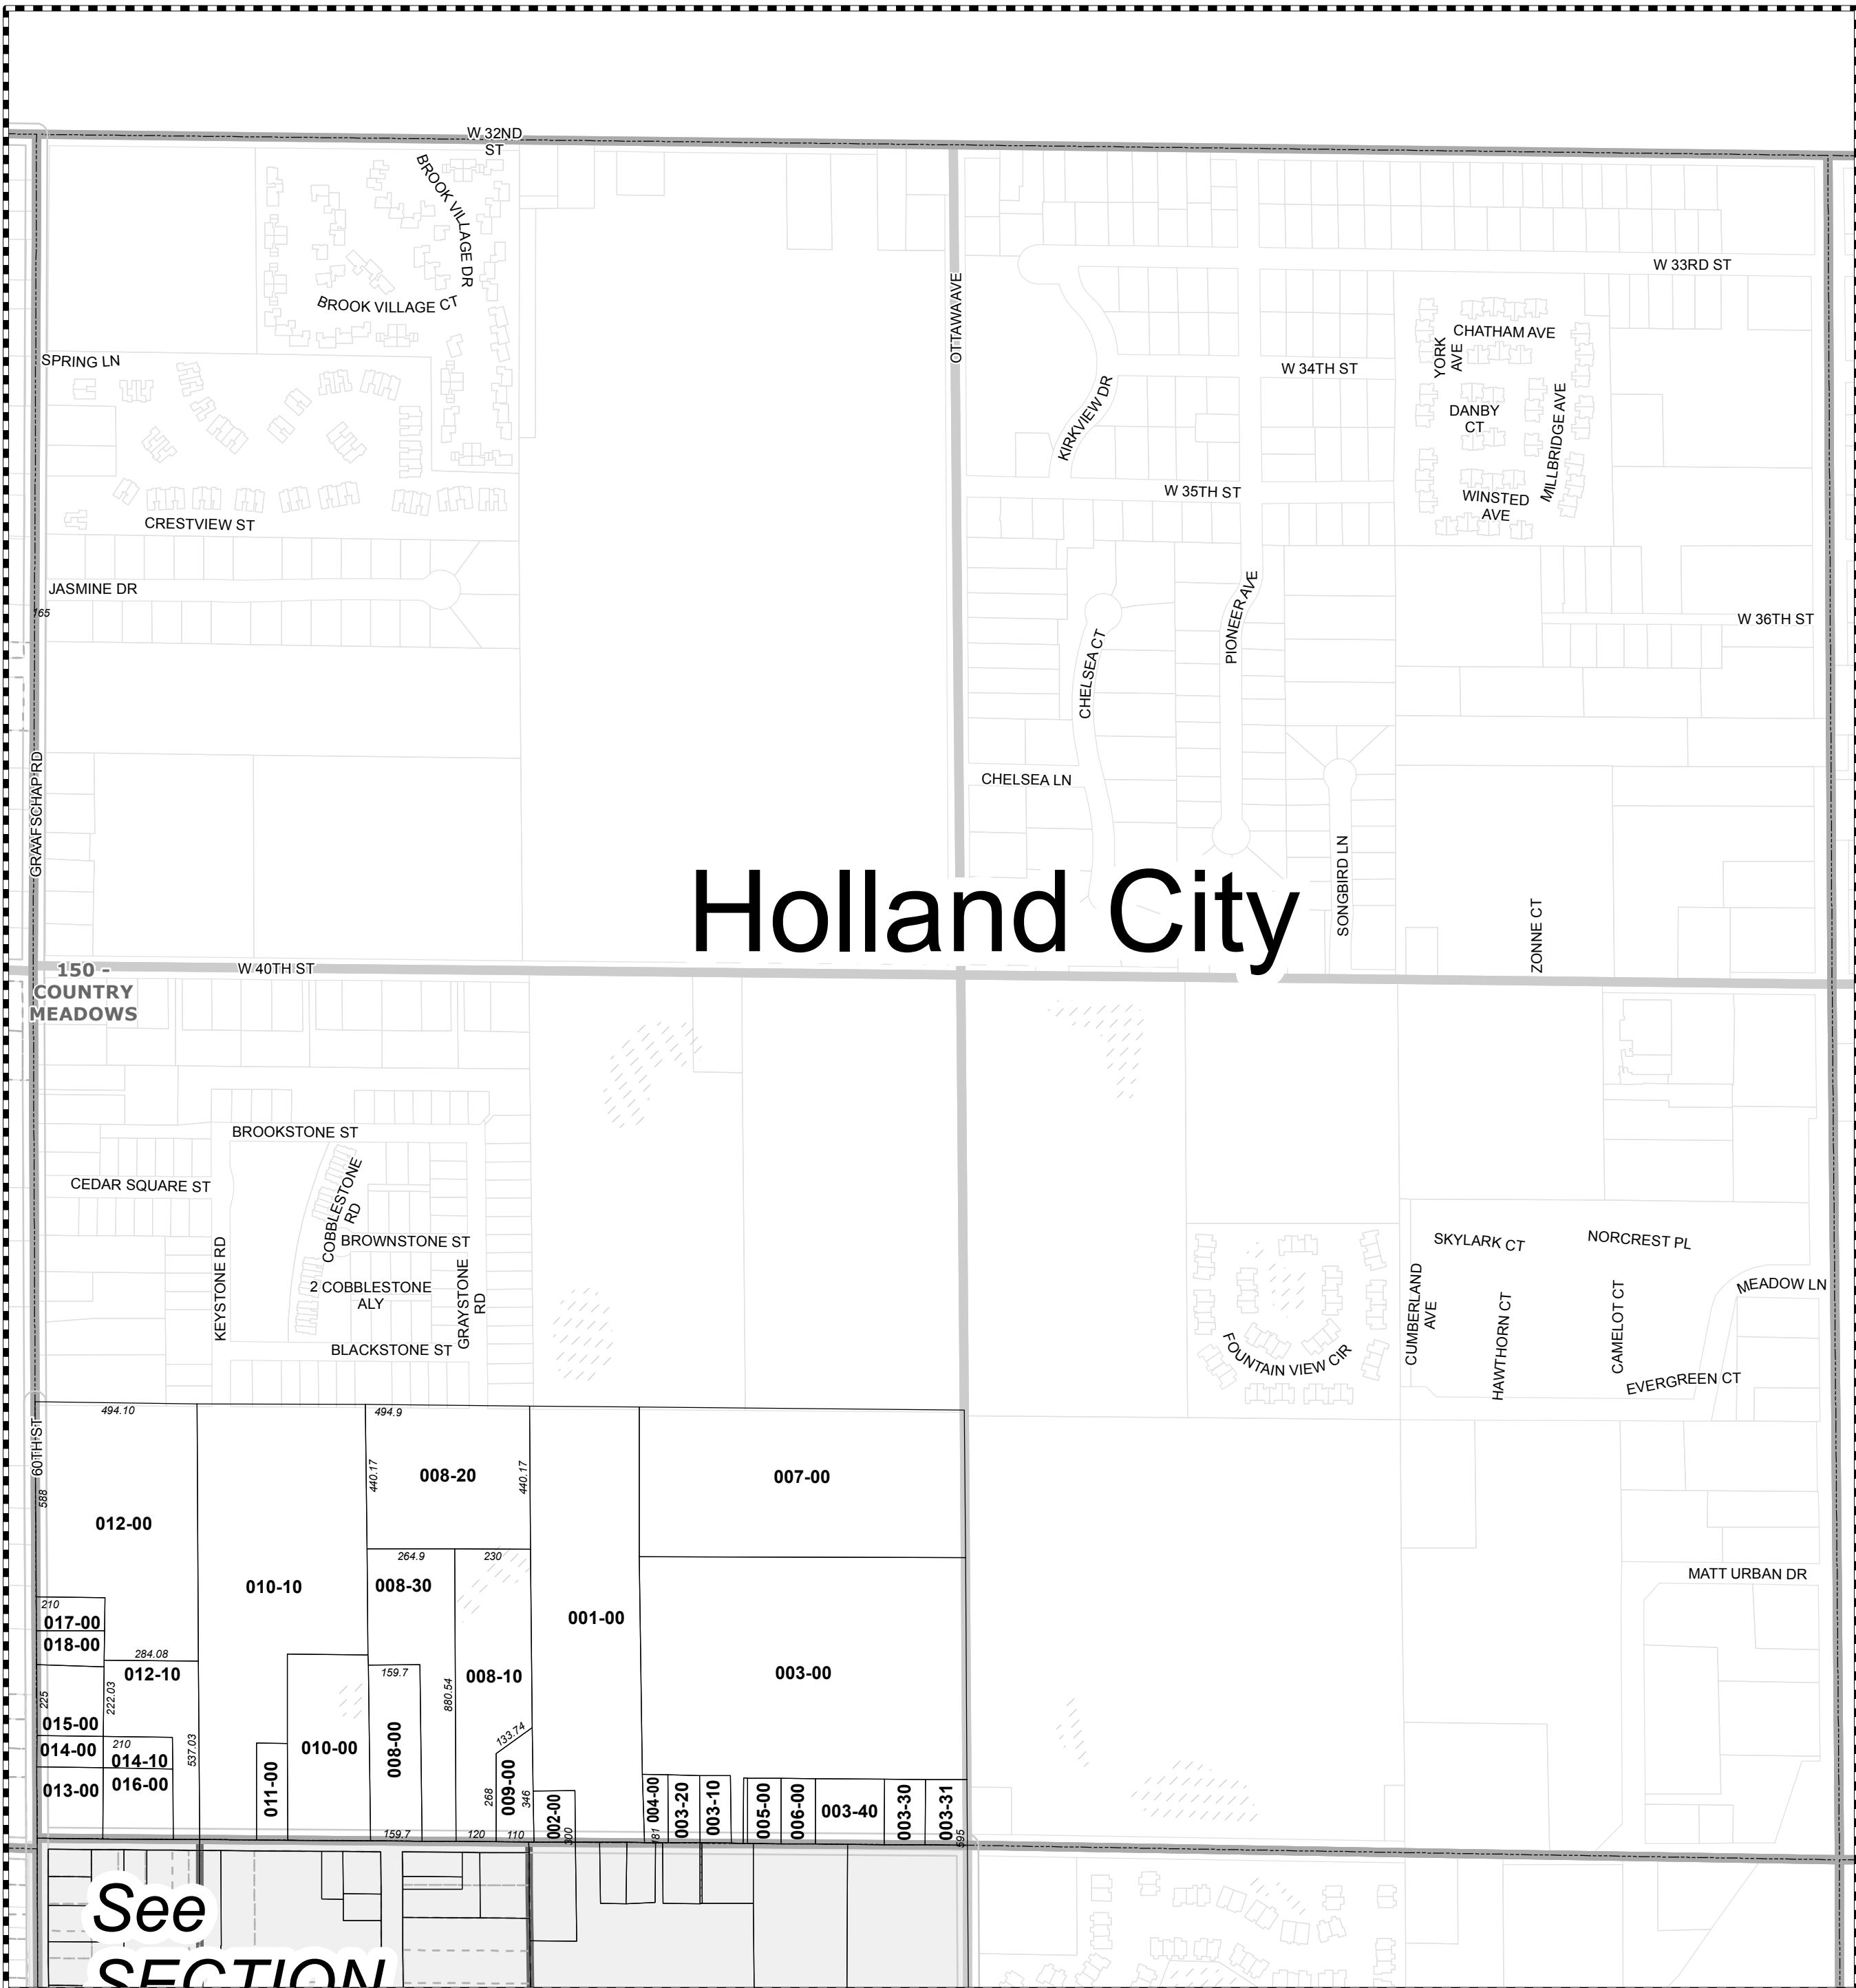 W 32ND
ST
BROOK VILLAGE DR
BROOK VILLAGE CT
OTTAWA AVE
W 33RD ST
CHATHAM AVE
YORK
AVE
W 34TH ST
SPRING LN
KIRKVIEW DR
DANBY
CT
MILLBRIDGE AVE
W 35TH ST
WINSTED
AVE
CRESTVIEW ST
JASMINE DR
165
PIONEER AVE
W 36TH ST
CHELSEA CT
GRAAFSCHAP RD
CHELSEA LN
SONGBIRD LN
Holland City
ZONNE CT
150 -
COUNTRY
MEADOWS
W 40TH ST
BROOKSTONE ST
CEDAR SQUARE ST
COBBLESTONE
RD
BROWNSTONE ST
KEYSTONE RD
2 COBBLESTONE
ALY
GRAYSTONE
RD
BLACKSTONE ST
SKYLARK CT
NORCREST PL
MEADOW LN
CUMBERLAND
AVE
HAWTHORN CT
CAMELOT CT
FOUNTAIN VIEW CIR
EVERGREEN CT
494.10
494.9
60TH ST
588
440.17
008-20
440.17
007-00
012-00
264.9
230
010-10
008-30
MATT URBAN DR
210
017-00
018-00
001-00
284.08
012-10
159.7
008-10
003-00
225
222.03
880.54
015-00
133.74
014-00
210
014-10
537.03
010-00
008-00
013-00
016-00
011-00
268
009-00
346
002-00
300
004-00
181
003-20
003-10
005-00
006-00
003-40
003-30
003-31
595
159.7
120
110
See
SECTION